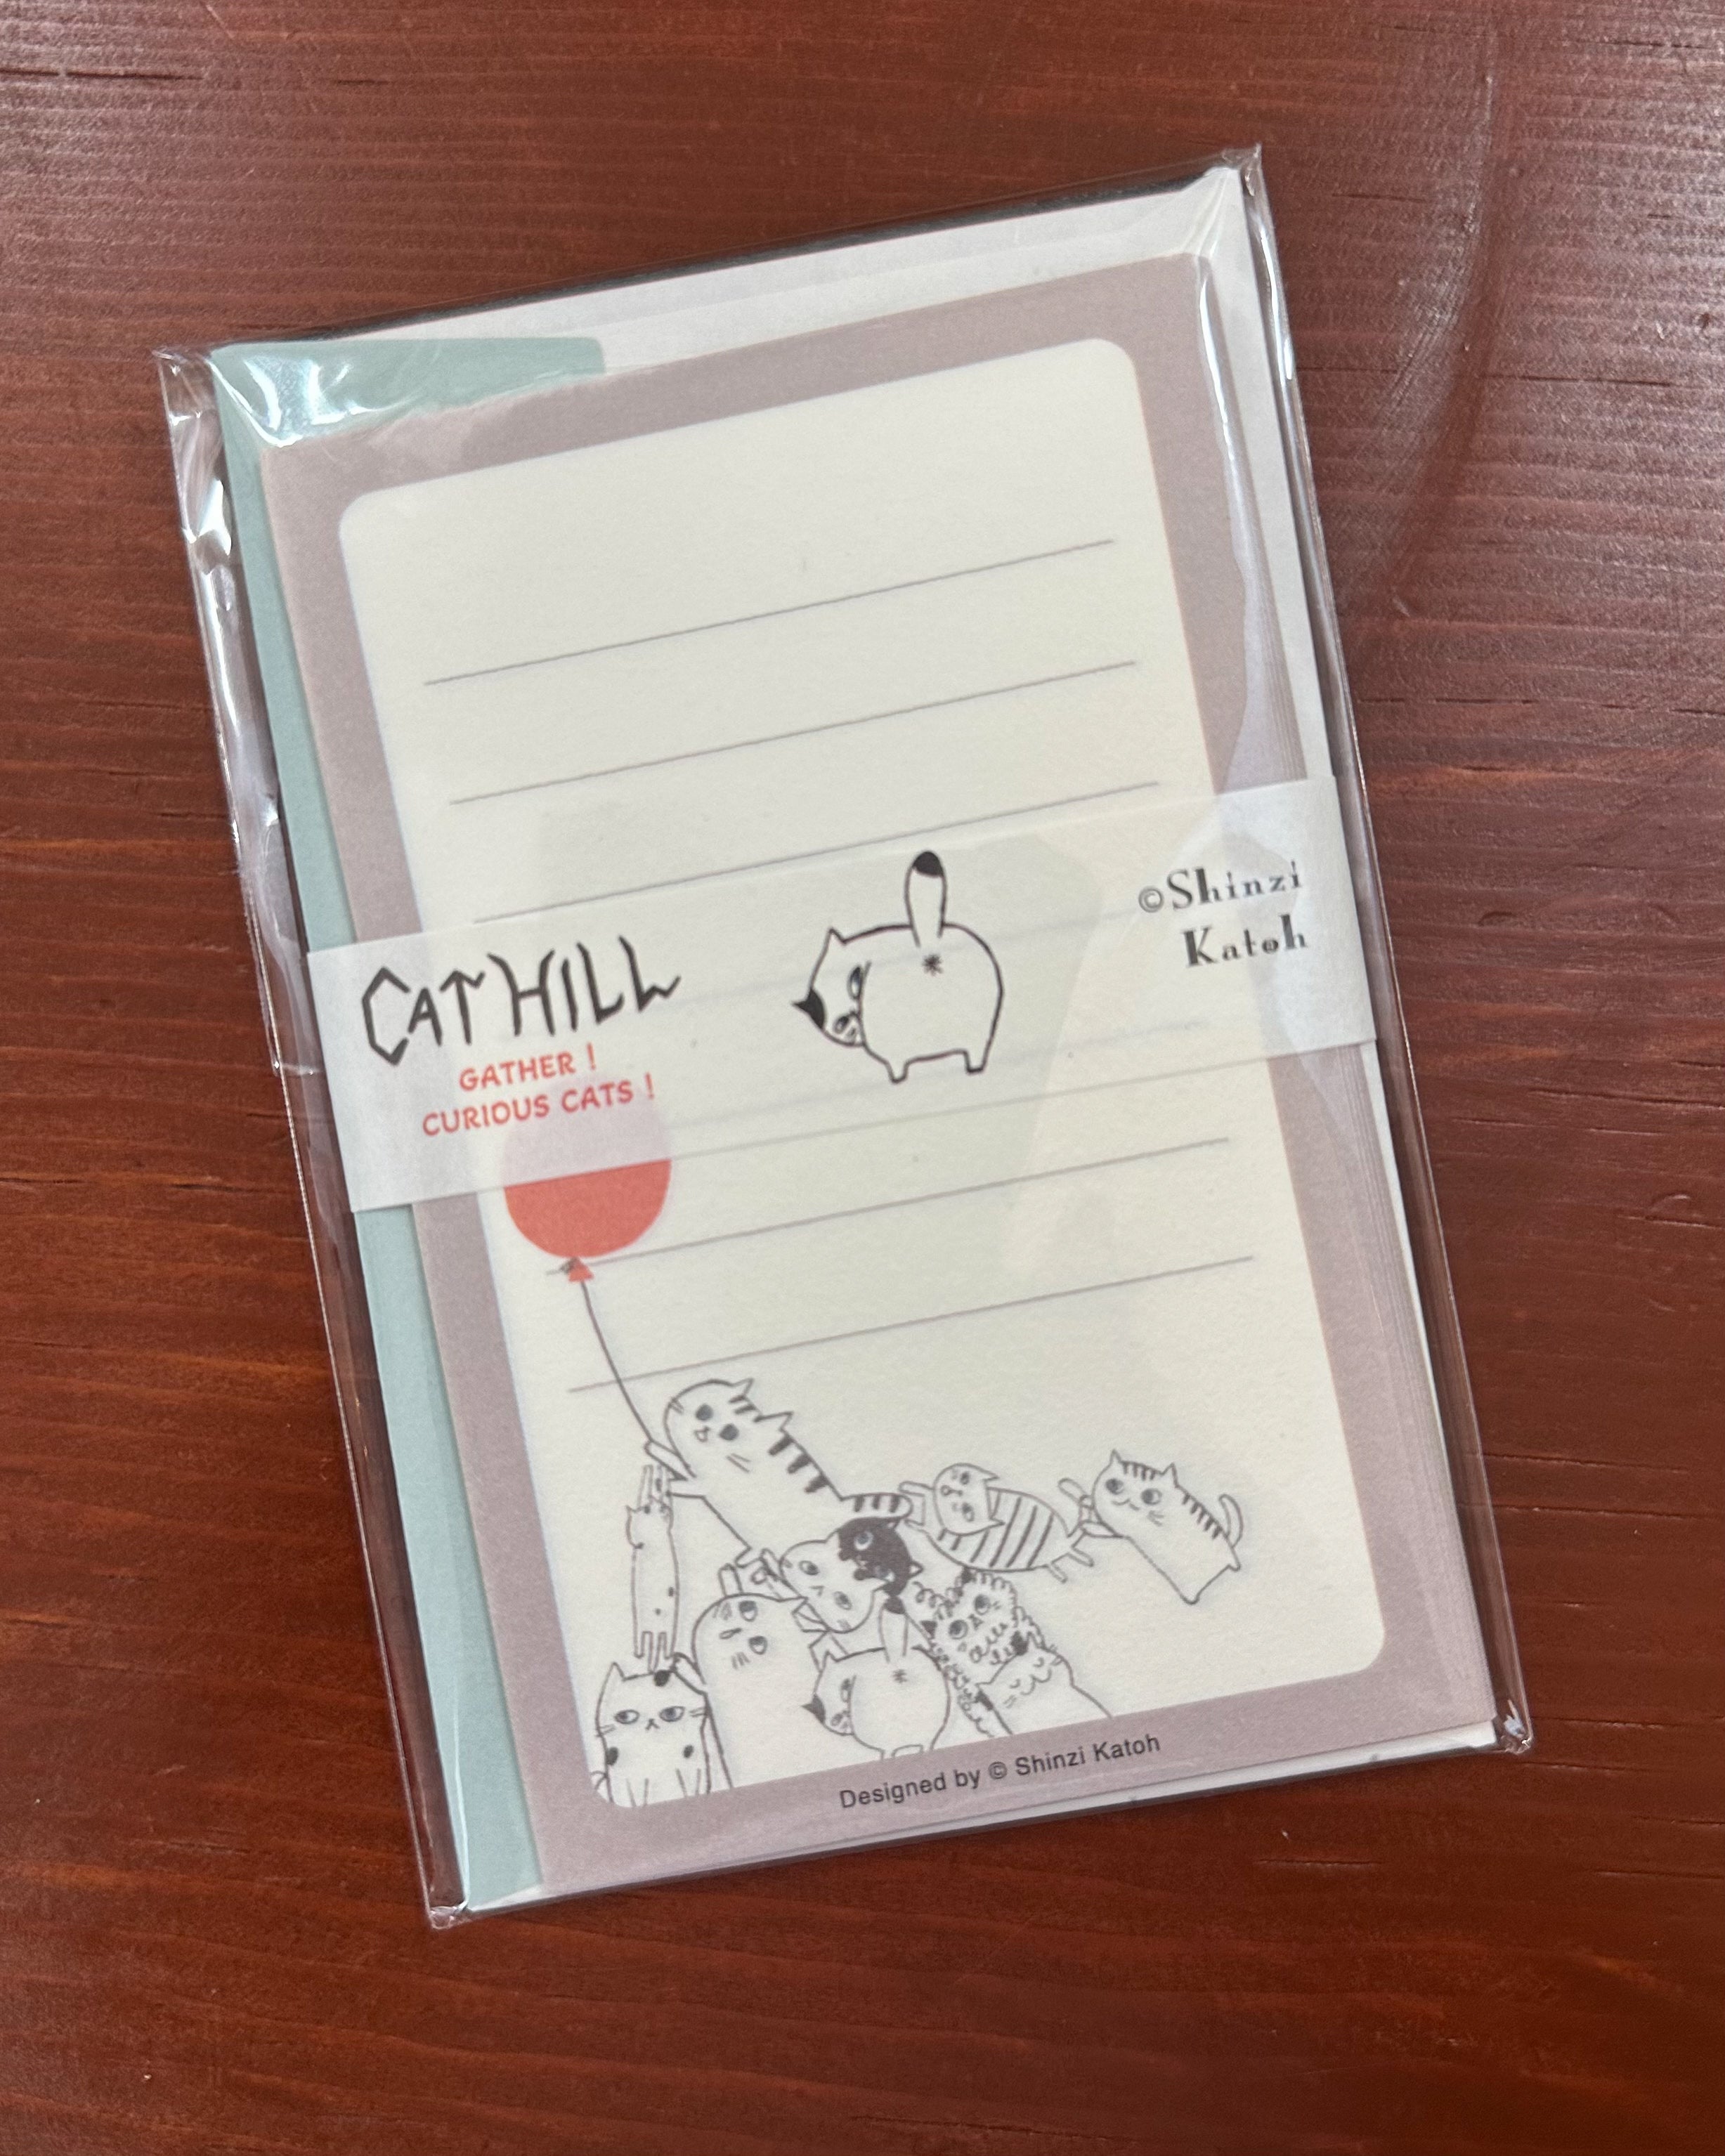 CAT HILL
GATHER !
CURIOUS CATS !
©Shinzi
Katoh
Designed by © Shinzi Katoh